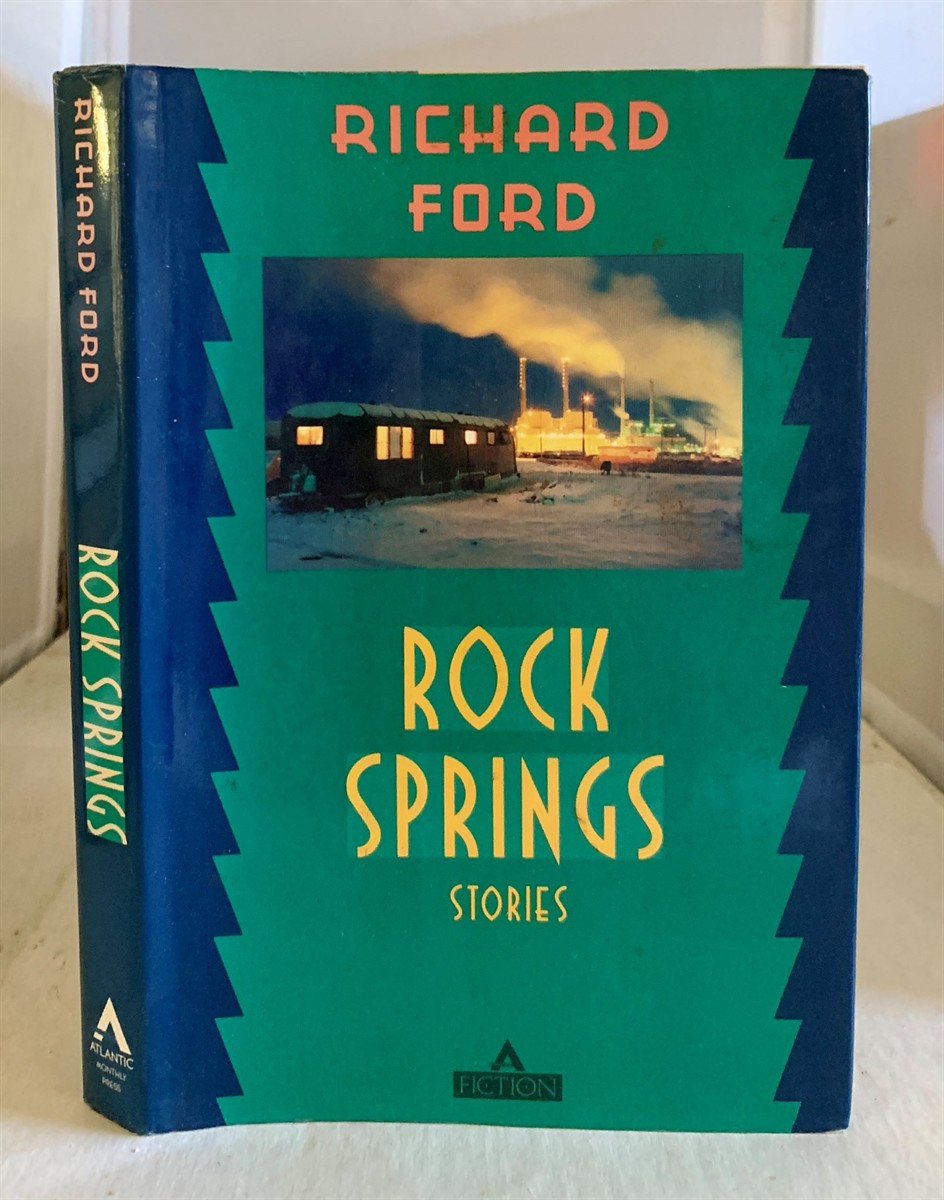 RICHARD FORD
ROCK SPRINGS
ATLANTIC
MONTHLY
PRESS
RICHARD
FORD
ROCK
SPRINGS
STORIES
A
FICTION